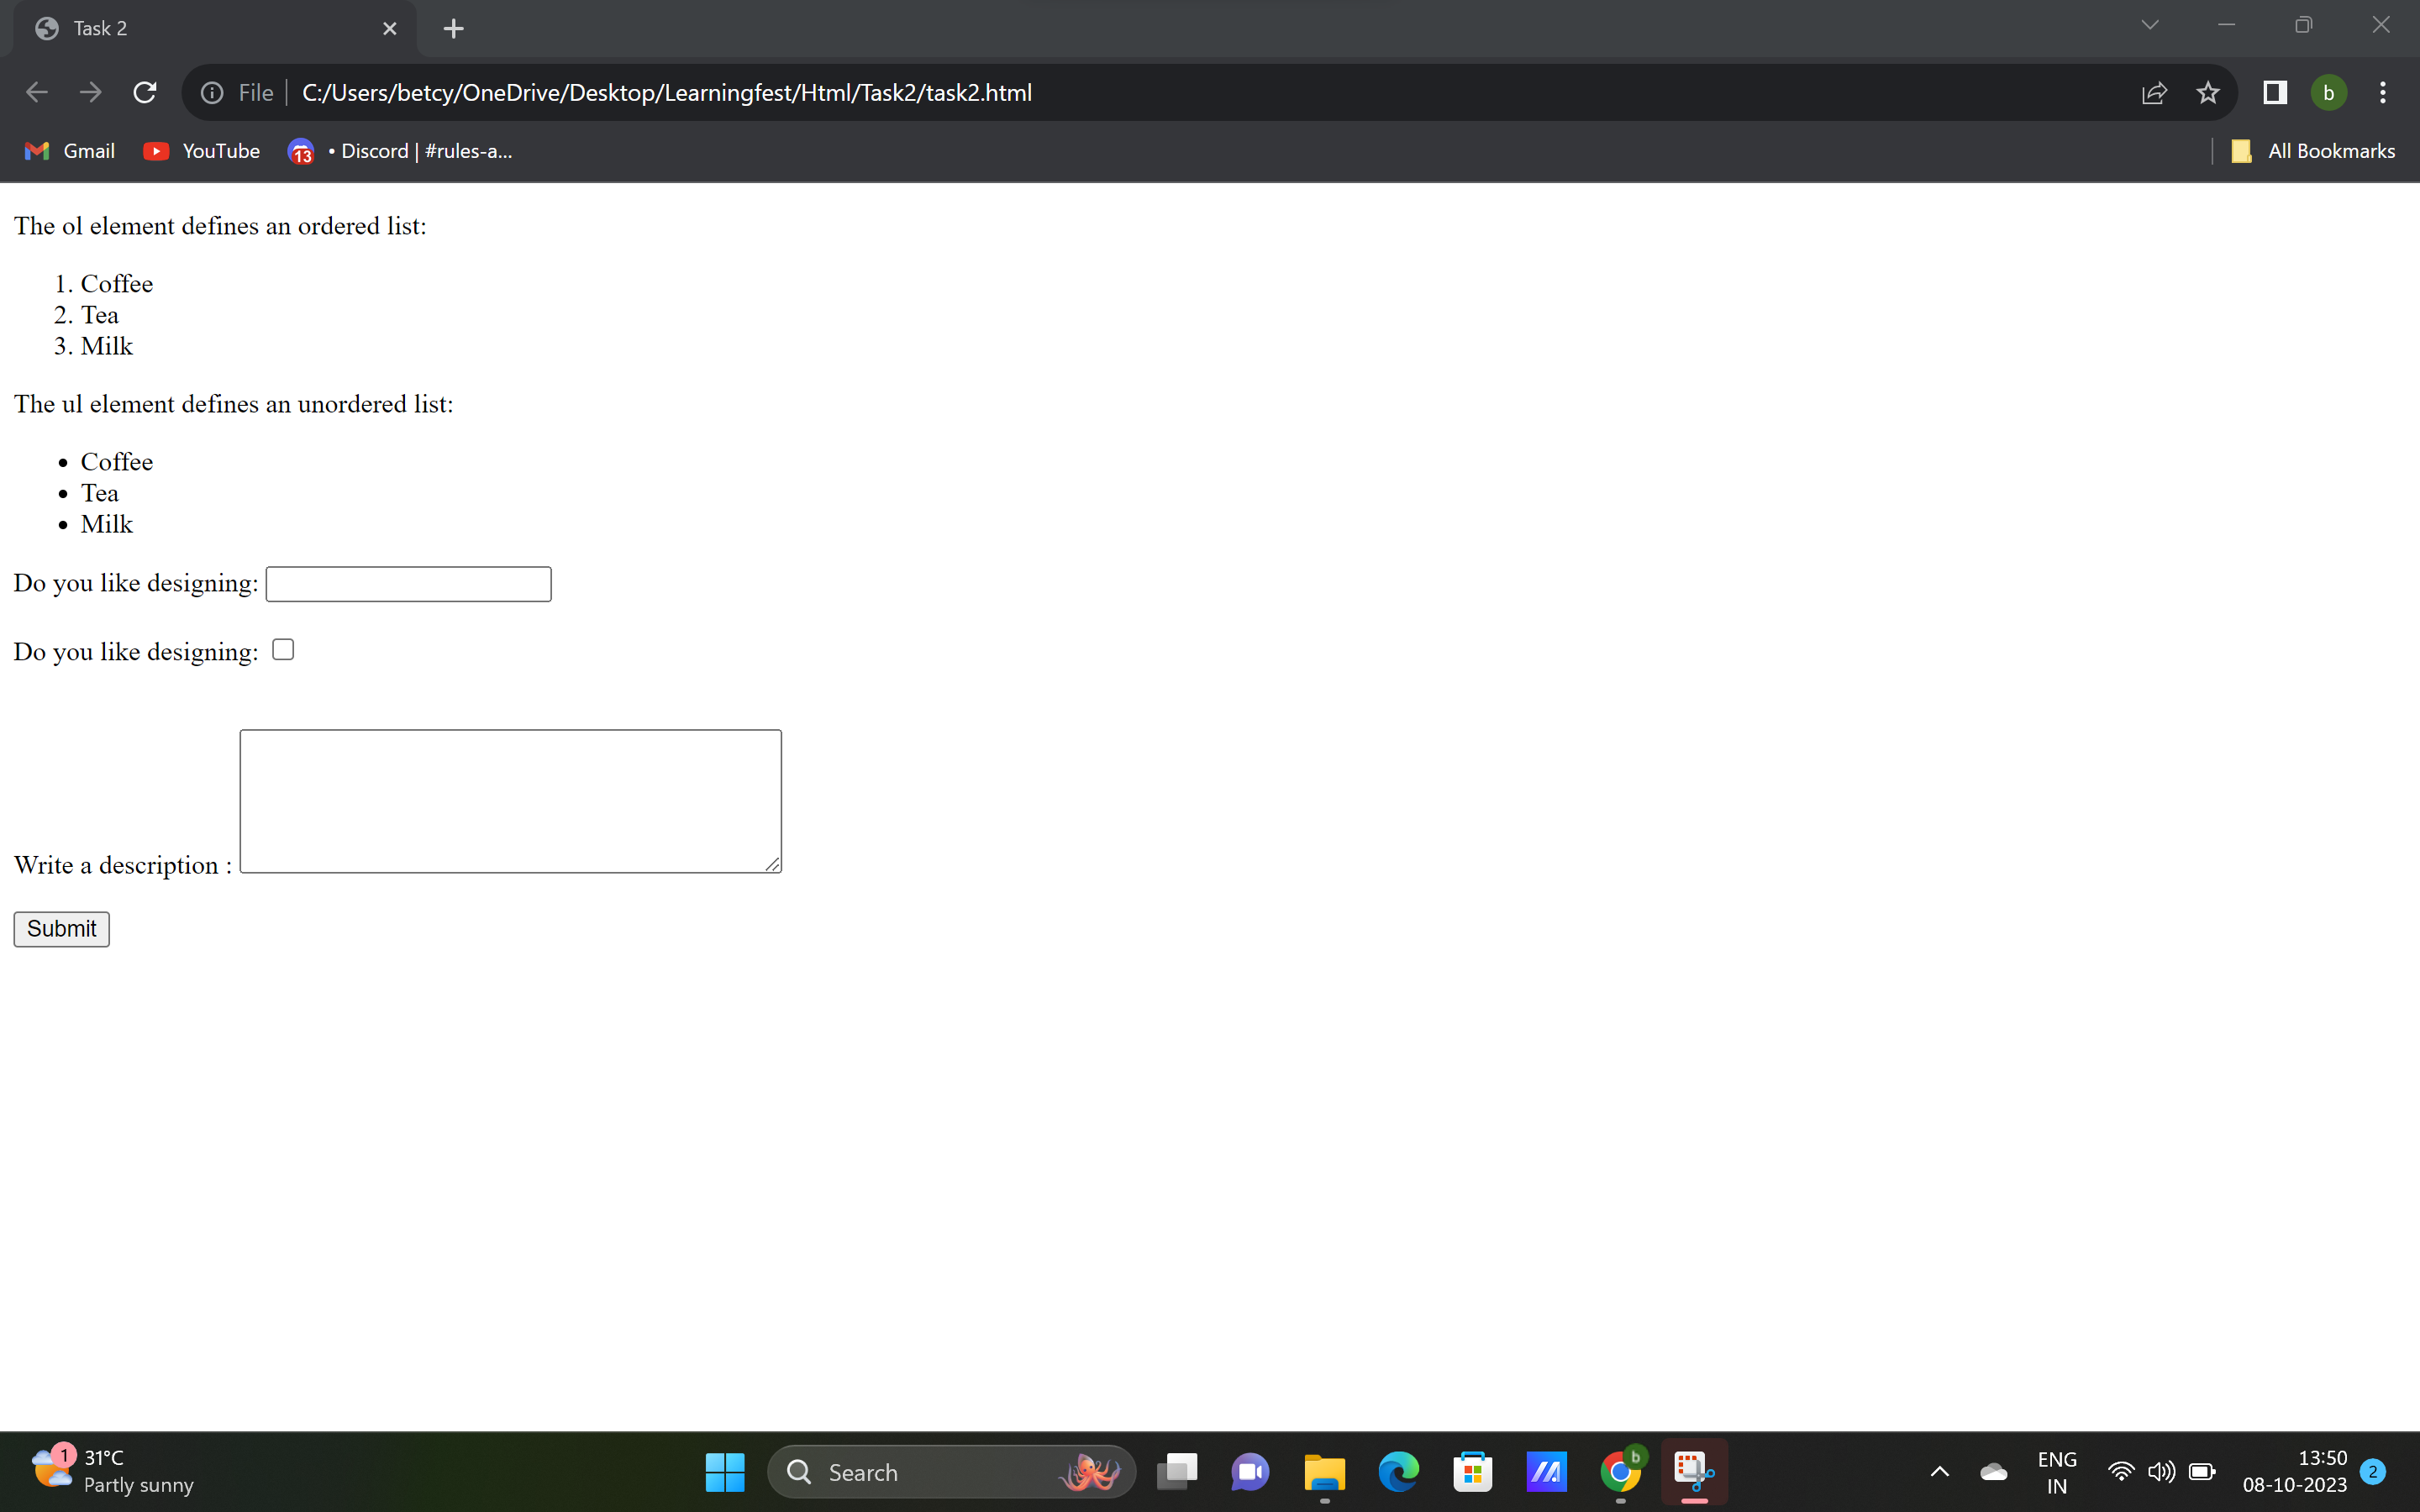 Task 2
File C:/Users/betcy/OneDrive/Desktop/Learningfest/Html/Task2/task2.html
b
Gmail YouTube 13 • Discord | #rules-a... All Bookmarks
The ol element defines an ordered list:
1. Coffee
2. Tea
3. Milk
The ul element defines an unordered list:
• Coffee
• Tea
• Milk
Do you like designing:
Do you like designing:
Write a description :
Submit
1 31°C
Partly sunny
Search
b
ENG
IN
13:50
08-10-2023
2